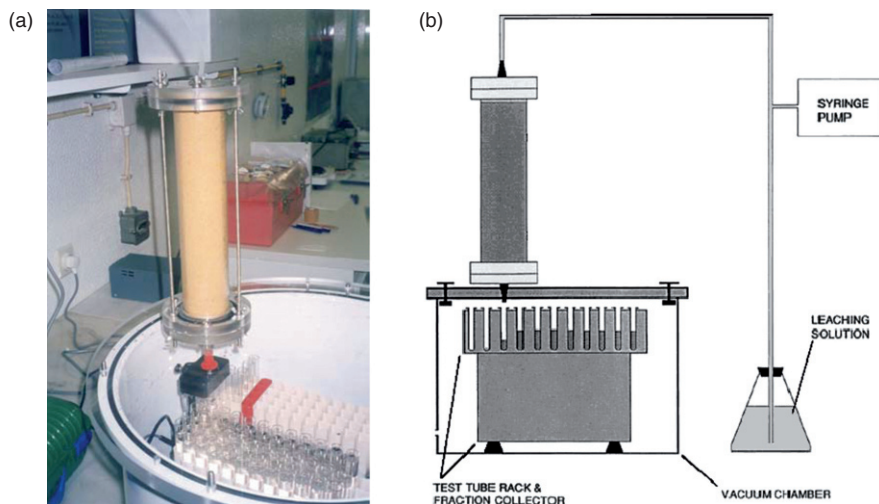 (a)
(b)
SYRINGE
PUMP
LEACHING
SOLUTION
TEST TUBE RACK &
FRACTION COLLECTOR
VACUUM CHAMBER